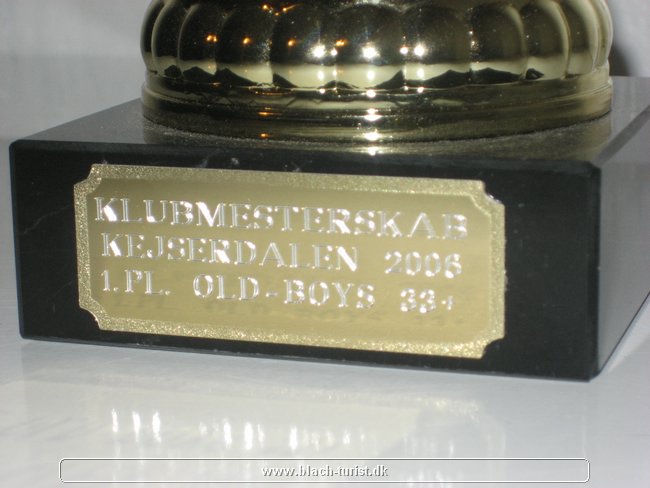 KLUBMESTERSKAB
KEJSERDALEN 2006
1.PL. OLD-BOYS 33+
www.blach-turist.dk